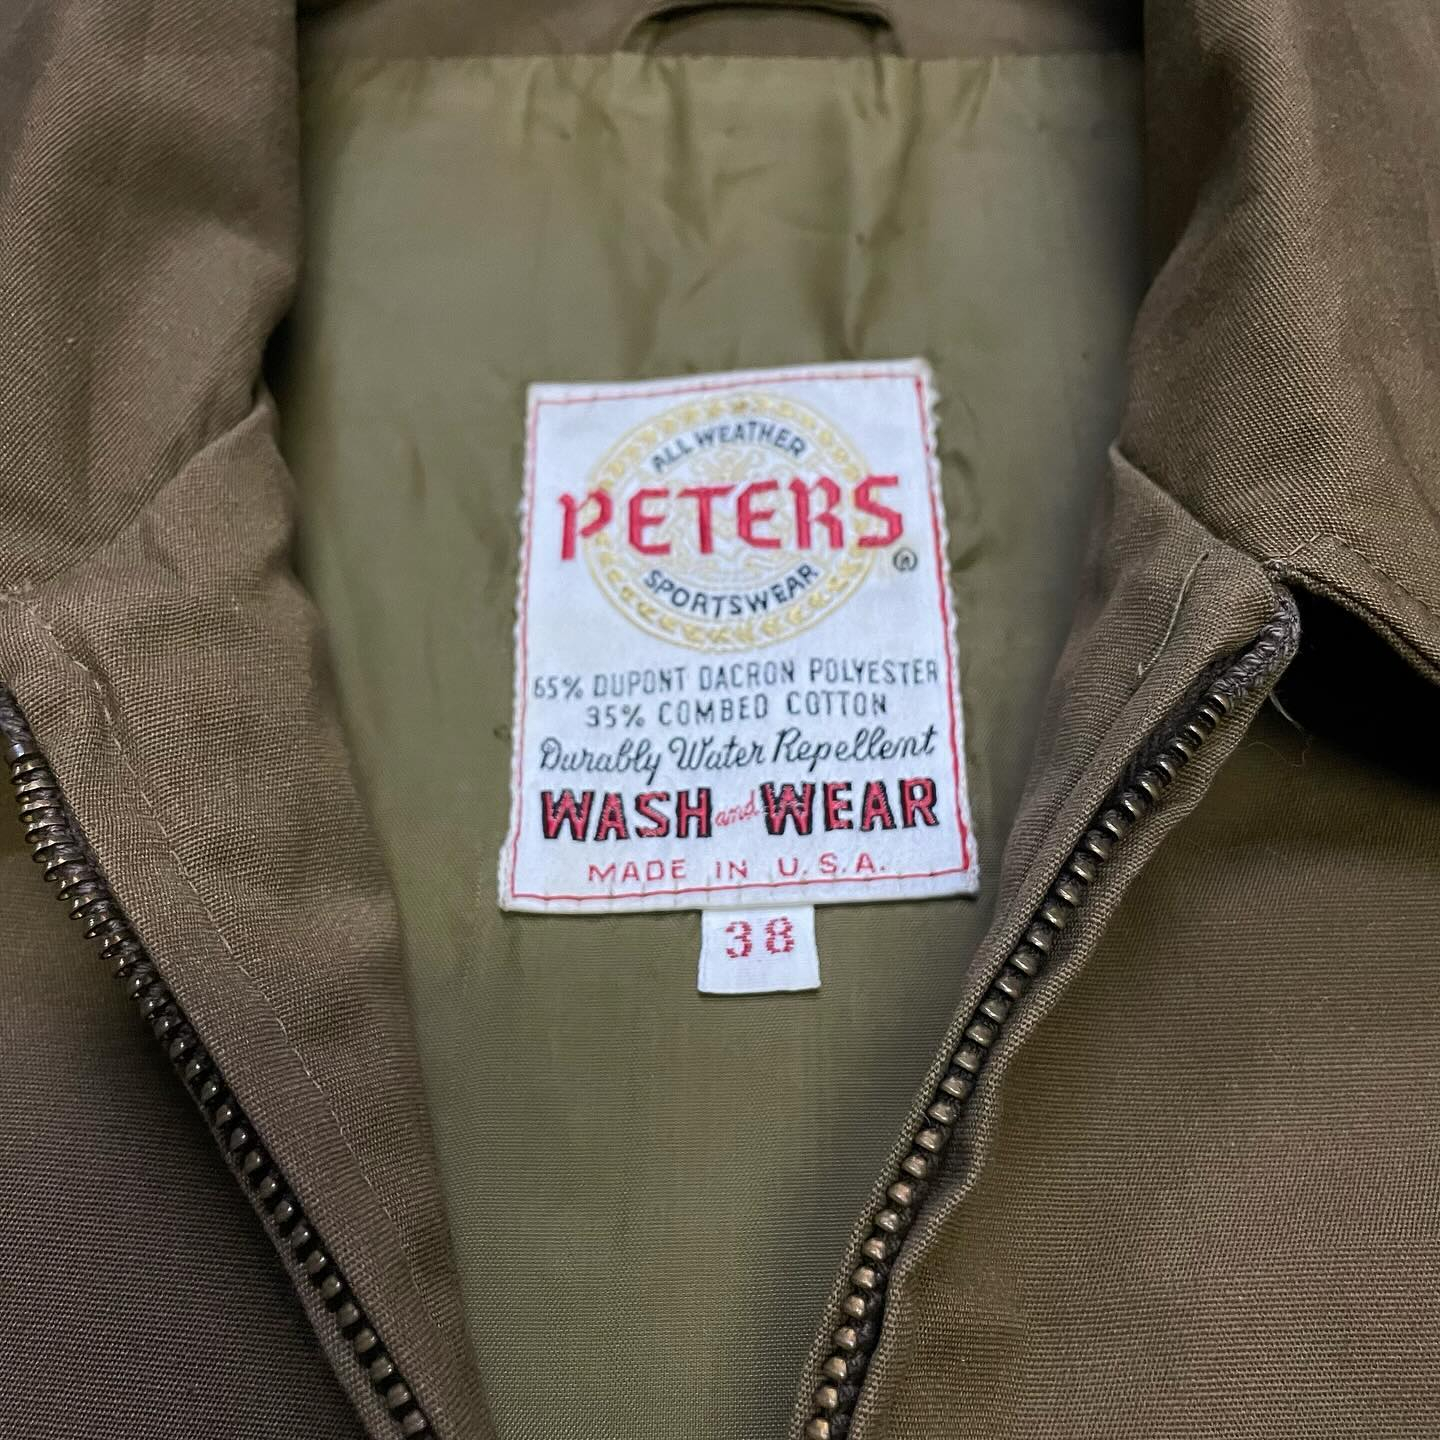 ALL WEATHER
PETERS
®
SPORTSWEAR
65% DUPONT DACRON POLYESTER
35% COMBED COTTON
Durably Water Repellent
WASH and WEAR
MADE IN U.S.A.
38